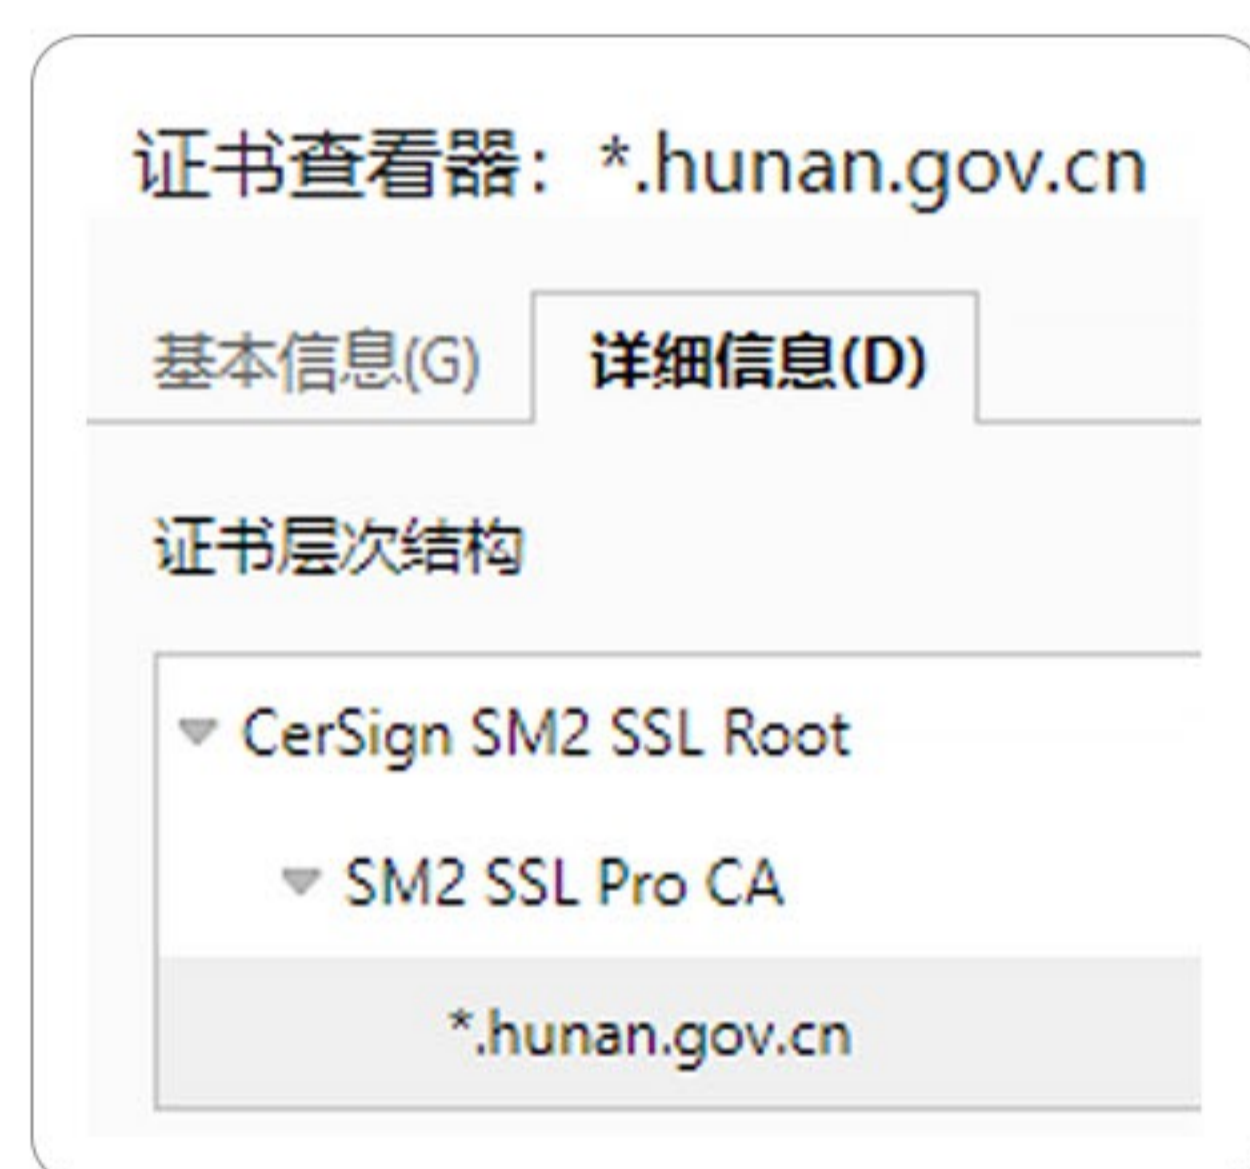 证书查看器：*.hunan.gov.cn
基本信息(G) 详细信息(D)
证书层次结构
CerSign SM2 SSL Root
SM2 SSL Pro CA
*.hunan.gov.cn